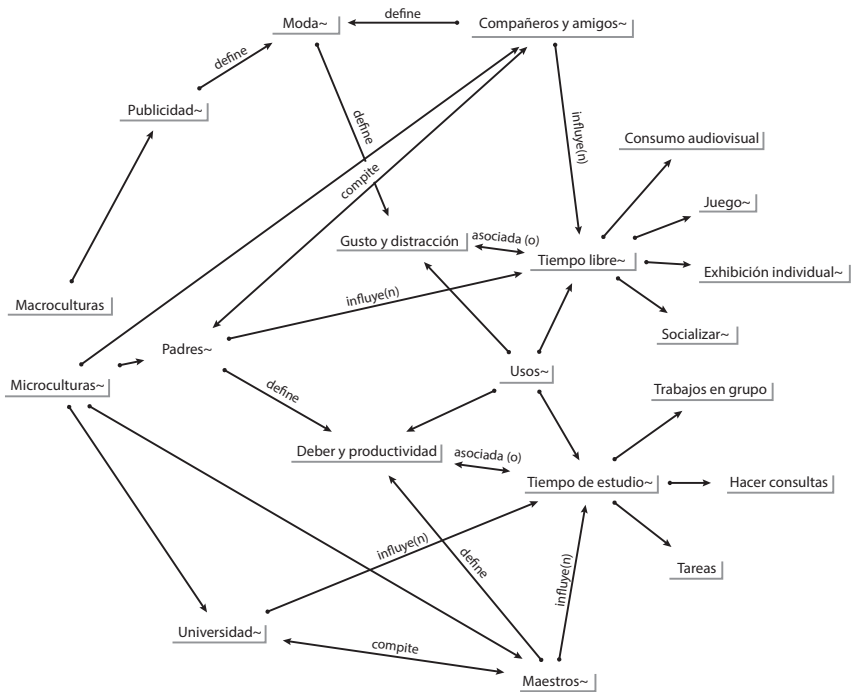 Moda~
define
Compañeros y amigos~
define
Publicidad~
define
influye(n)
Consumo audiovisual
compite
Juego~
Gusto y distracción
asociada (o)
Tiempo libre~
Exhibición individual~
Macroculturas
influye(n)
Socializar~
Padres~
Microculturas~
Usos~
define
Trabajos en grupo
Deber y productividad
asociada (o)
Tiempo de estudio~
Hacer consultas
influye(n)
define
influye(n)
Tareas
Universidad~
compite
Maestros~